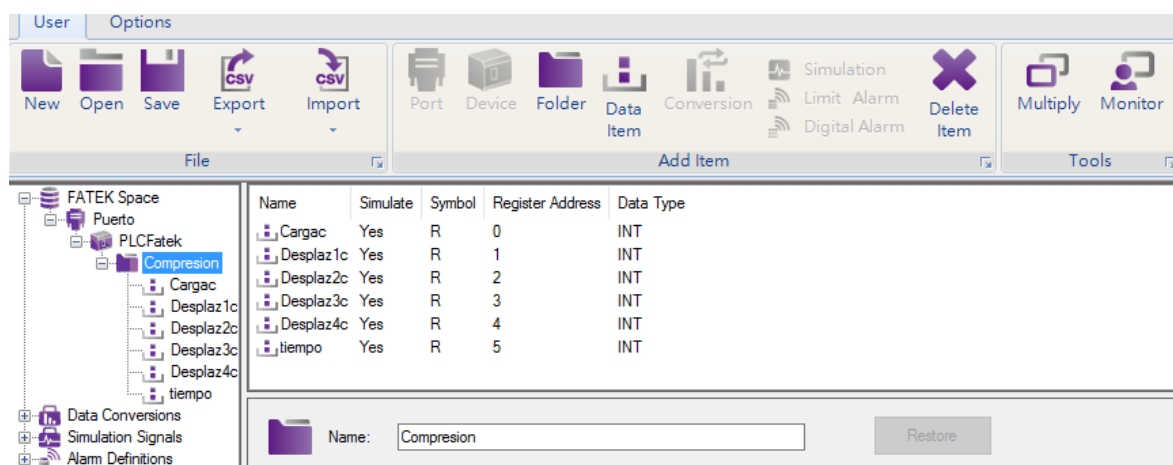 User Options
New Open Save Export Import Port Device Folder Data Item Conversion Simulation Limit Alarm Digital Alarm Delete Item Multiply Monitor
CSV CSV
File Add Item Tools
FATEK Space
Puerto
PLCFatek
Compresion
Cargac
Desplaz1c
Desplaz2c
Desplaz3c
Desplaz4c
tiempo
Data Conversions
Simulation Signals
Alarm Definitions
Name Simulate Symbol Register Address Data Type
Cargac Yes R 0 INT
Desplaz1c Yes R 1 INT
Desplaz2c Yes R 2 INT
Desplaz3c Yes R 3 INT
Desplaz4c Yes R 4 INT
tiempo Yes R 5 INT
Name: Compresion Restore